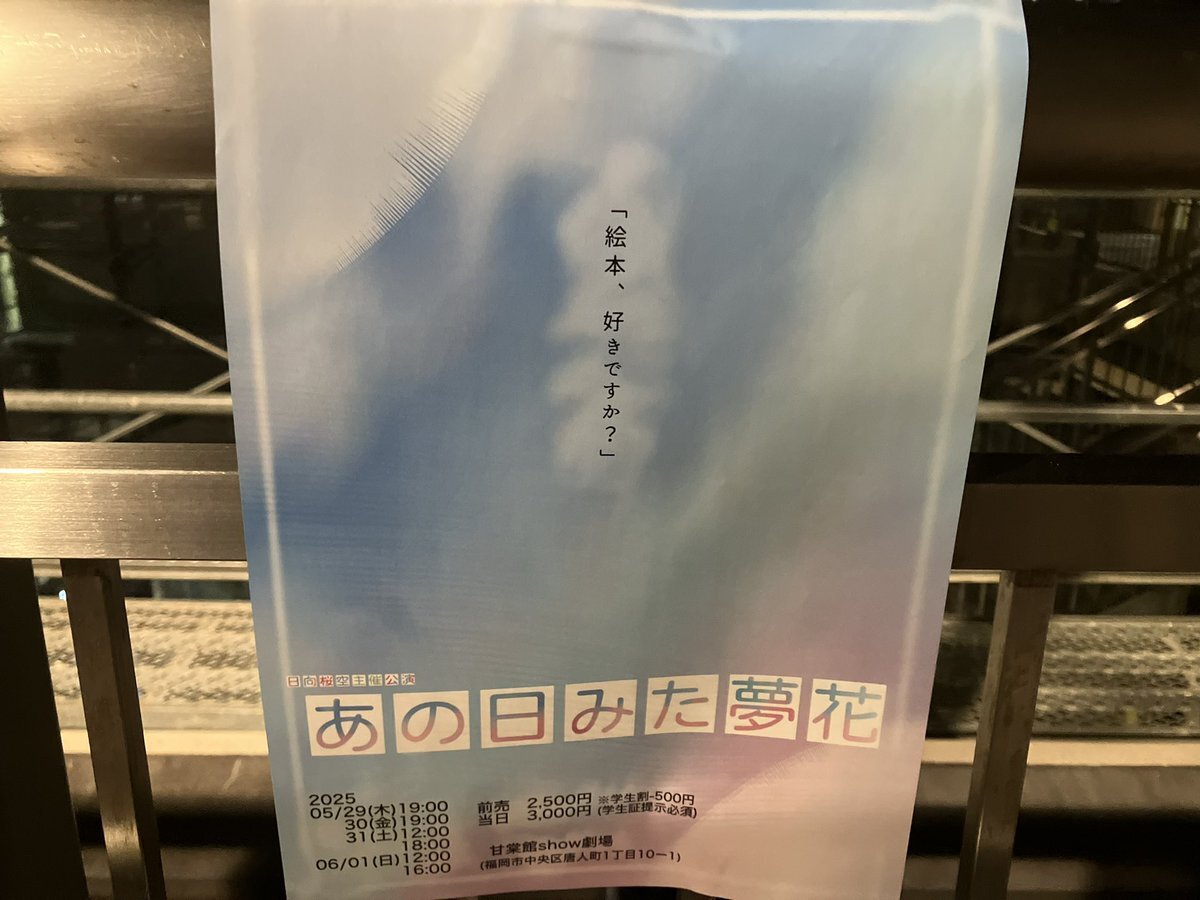 「絵本、好きですか？」
日向桜空主催公演
あの日みた夢花
2025
05/29(木)19:00
30(金)19:00
31(土)12:00
18:00
06/01(日)12:00
16:00
前売 2,500円 ※学生割-500円
当日 3,000円 (学生証提示必須)
甘棠館show劇場
(福岡市中央区唐人町1丁目10ー1)